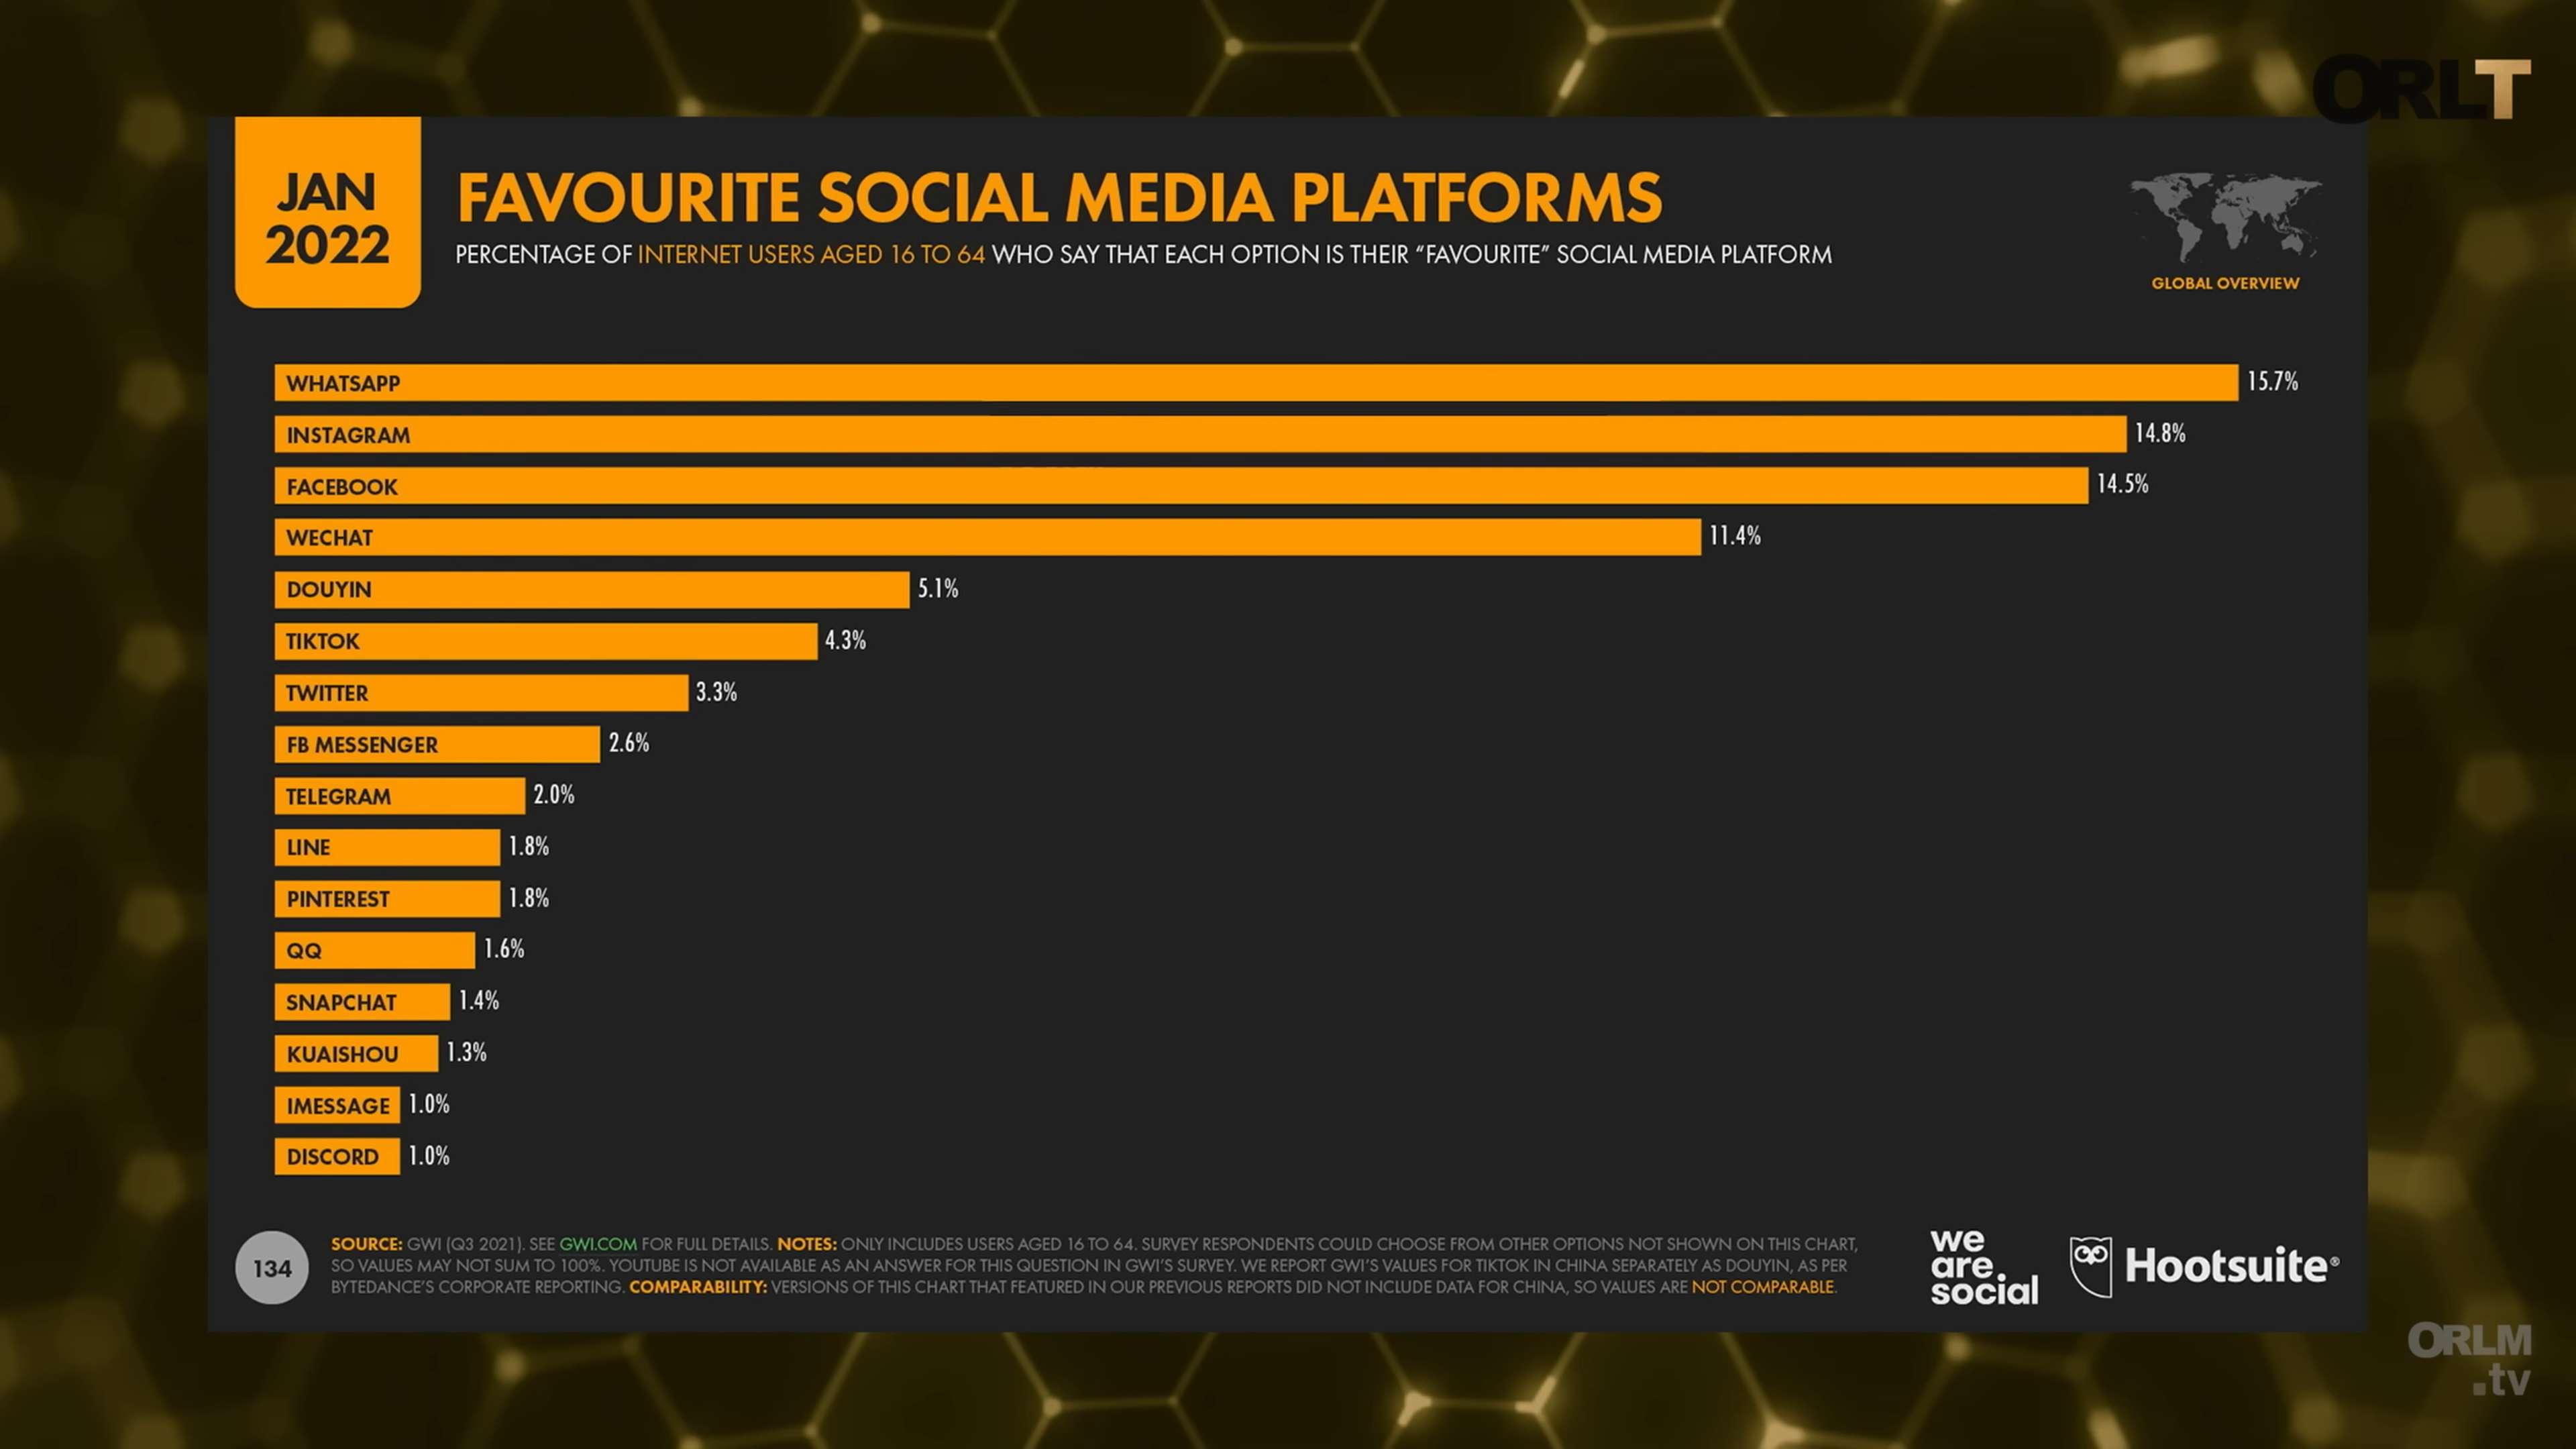 ORLT
JAN
2022
FAVOURITE SOCIAL MEDIA PLATFORMS
PERCENTAGE OF INTERNET USERS AGED 16 TO 64 WHO SAY THAT EACH OPTION IS THEIR “FAVOURITE” SOCIAL MEDIA PLATFORM
GLOBAL OVERVIEW
WHATSAPP 15.7%
INSTAGRAM 14.8%
FACEBOOK 14.5%
WECHAT 11.4%
DOUYIN 5.1%
TIKTOK 4.3%
TWITTER 3.3%
FB MESSENGER 2.6%
TELEGRAM 2.0%
LINE 1.8%
PINTEREST 1.8%
QQ 1.6%
SNAPCHAT 1.4%
KUAISHOU 1.3%
IMESSAGE 1.0%
DISCORD 1.0%
134
SOURCE: GWI (Q3 2021). SEE GWI.COM FOR FULL DETAILS. NOTES: ONLY INCLUDES USERS AGED 16 TO 64. SURVEY RESPONDENTS COULD CHOOSE FROM OTHER OPTIONS NOT SHOWN ON THIS CHART,
SO VALUES MAY NOT SUM TO 100%. YOUTUBE IS NOT AVAILABLE AS AN ANSWER FOR THIS QUESTION IN GWI’S SURVEY. WE REPORT GWI’S VALUES FOR TIKTOK IN CHINA SEPARATELY AS DOUYIN, AS PER
BYTEDANCE’S CORPORATE REPORTING. COMPARABILITY: VERSIONS OF THIS CHART THAT FEATURED IN OUR PREVIOUS REPORTS DID NOT INCLUDE DATA FOR CHINA, SO VALUES ARE NOT COMPARABLE.
we
are
social
Hootsuite®
ORLM
.tv